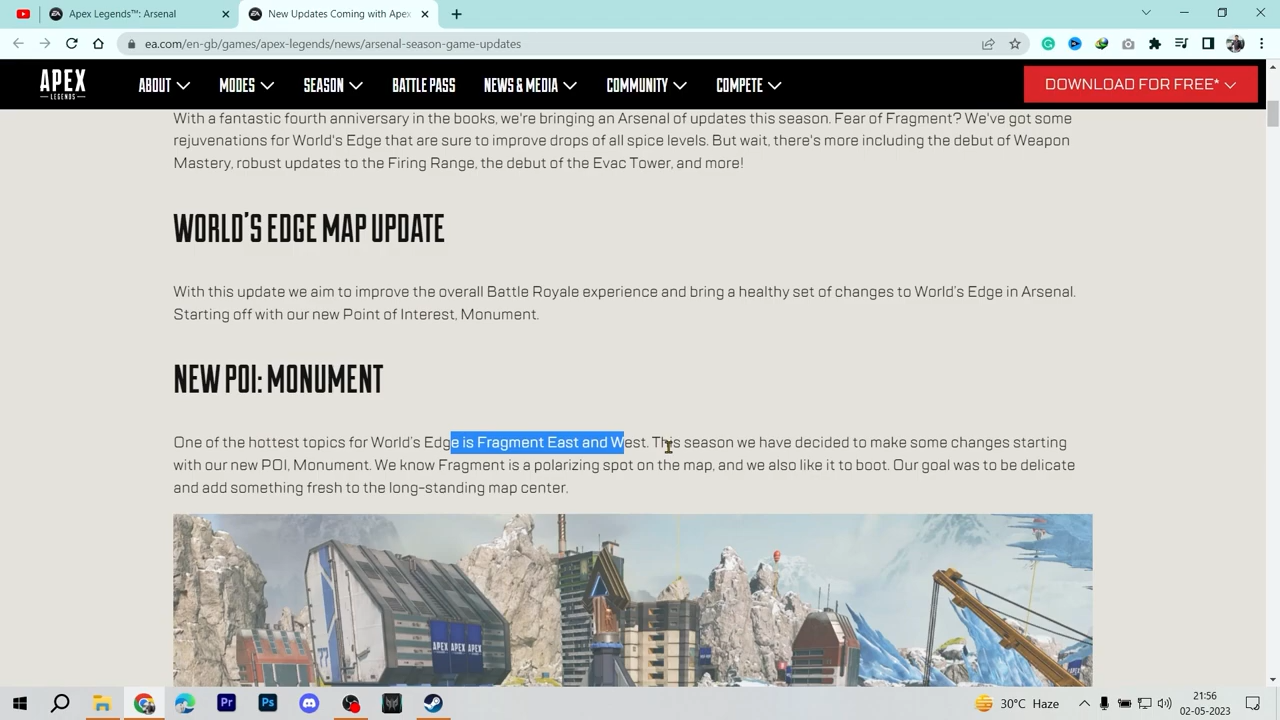 Apex Legends™: Arsenal
New Updates Coming with Apex
ea.com/en-gb/games/apex-legends/news/arsenal-season-game-updates
APEX
LEGENDS
ABOUT MODES SEASON BATTLE PASS NEWS & MEDIA COMMUNITY COMPETE DOWNLOAD FOR FREE*
With a fantastic fourth anniversary in the books, we're bringing an Arsenal of updates this season. Fear of Fragment? We've got some
rejuvenations for World's Edge that are sure to improve drops of all spice levels. But wait, there's more including the debut of Weapon
Mastery, robust updates to the Firing Range, the debut of the Evac Tower, and more!
WORLD'S EDGE MAP UPDATE
With this update we aim to improve the overall Battle Royale experience and bring a healthy set of changes to World's Edge in Arsenal.
Starting off with our new Point of Interest, Monument.
NEW POI: MONUMENT
One of the hottest topics for World's Edge is Fragment East and West. This season we have decided to make some changes starting
with our new POI, Monument. We know Fragment is a polarizing spot on the map, and we also like it to boot. Our goal was to be delicate
and add something fresh to the long-standing map center.
APEX APEX APEX
Pr
Ps
30°C Haze
21:56
02-05-2023